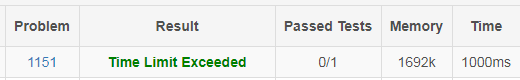 Problem Result Passed Tests Memory Time
1151 Time Limit Exceeded 0/1 1692k 1000ms